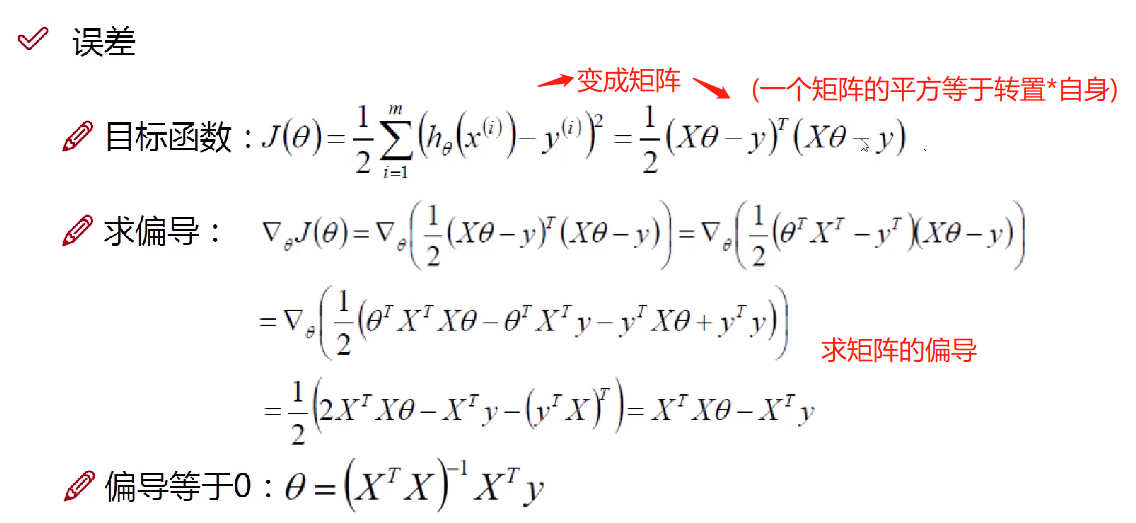 误差
变成矩阵 (一个矩阵的平方等于转置*自身)
目标函数：J(θ)=1/2 ∑_{i=1}^{m} (h_θ(x^(i))-y^(i))^2 = 1/2 (Xθ-y)^T (Xθ-y)
求偏导： ∇_θ J(θ)=∇_θ(1/2 (Xθ-y)^T (Xθ-y))=∇_θ(1/2 (θ^T X^T - y^T)(Xθ-y))
=∇_θ(1/2 (θ^T X^T Xθ-θ^T X^T y-y^T Xθ+y^T y))
求矩阵的偏导
=1/2 (2X^T Xθ-X^T y-(y^T X)^T)= X^T Xθ-X^T y
偏导等于0：θ=(X^T X)^{-1} X^T y